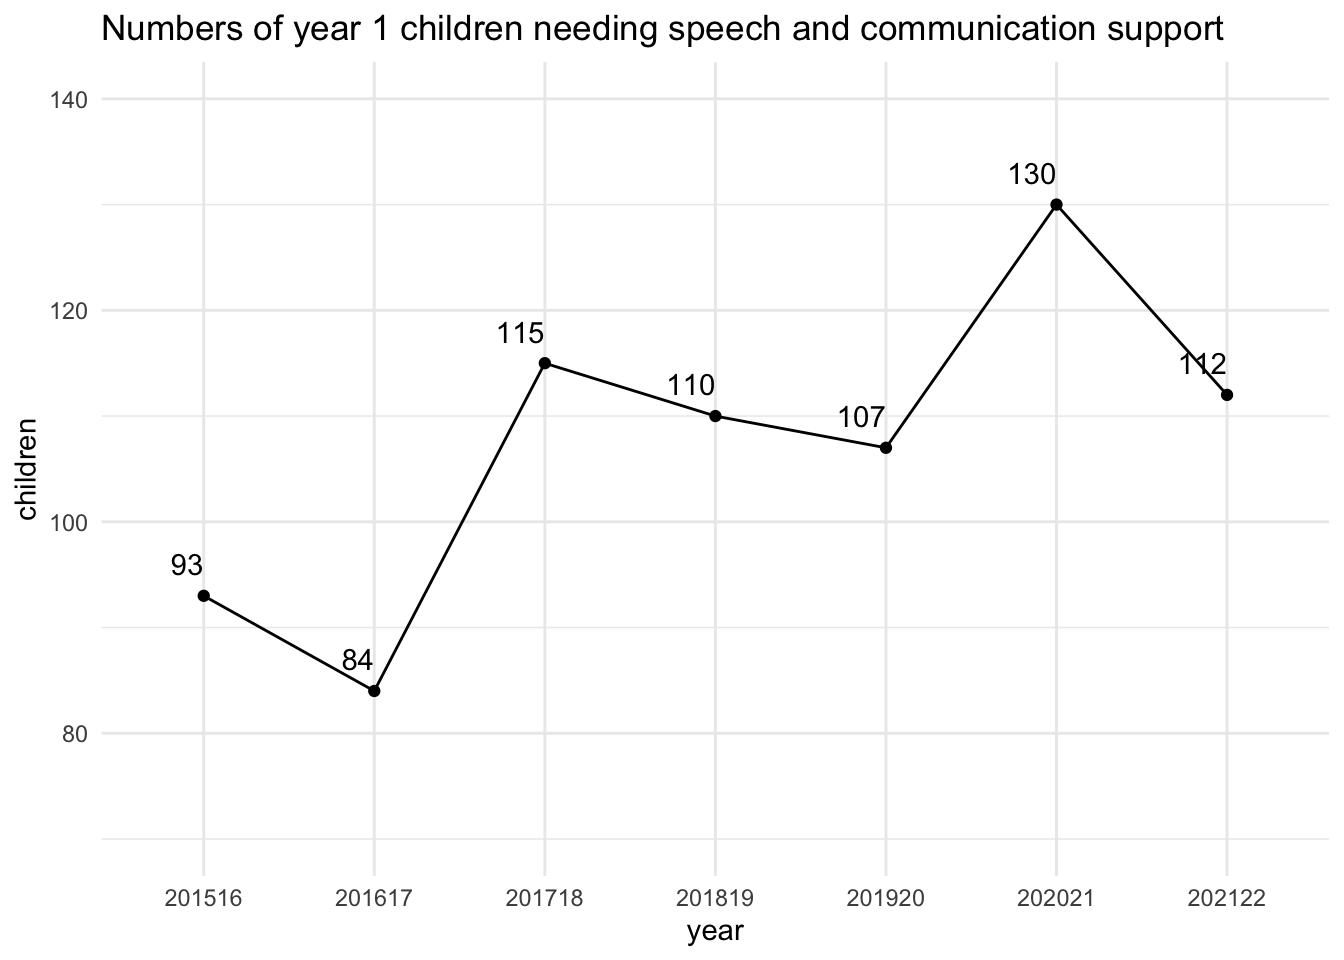 Numbers of year 1 children needing speech and communication support
140
130
120
115
112
110
107
100
93
84
80
children
201516 201617 201718 201819 201920 202021 202122
year